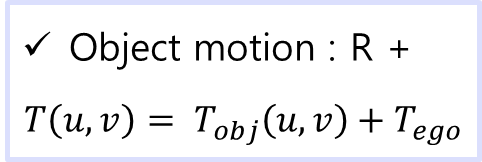 ✓ Object motion : R +
T(u, v) = T_obj(u, v) + T_ego